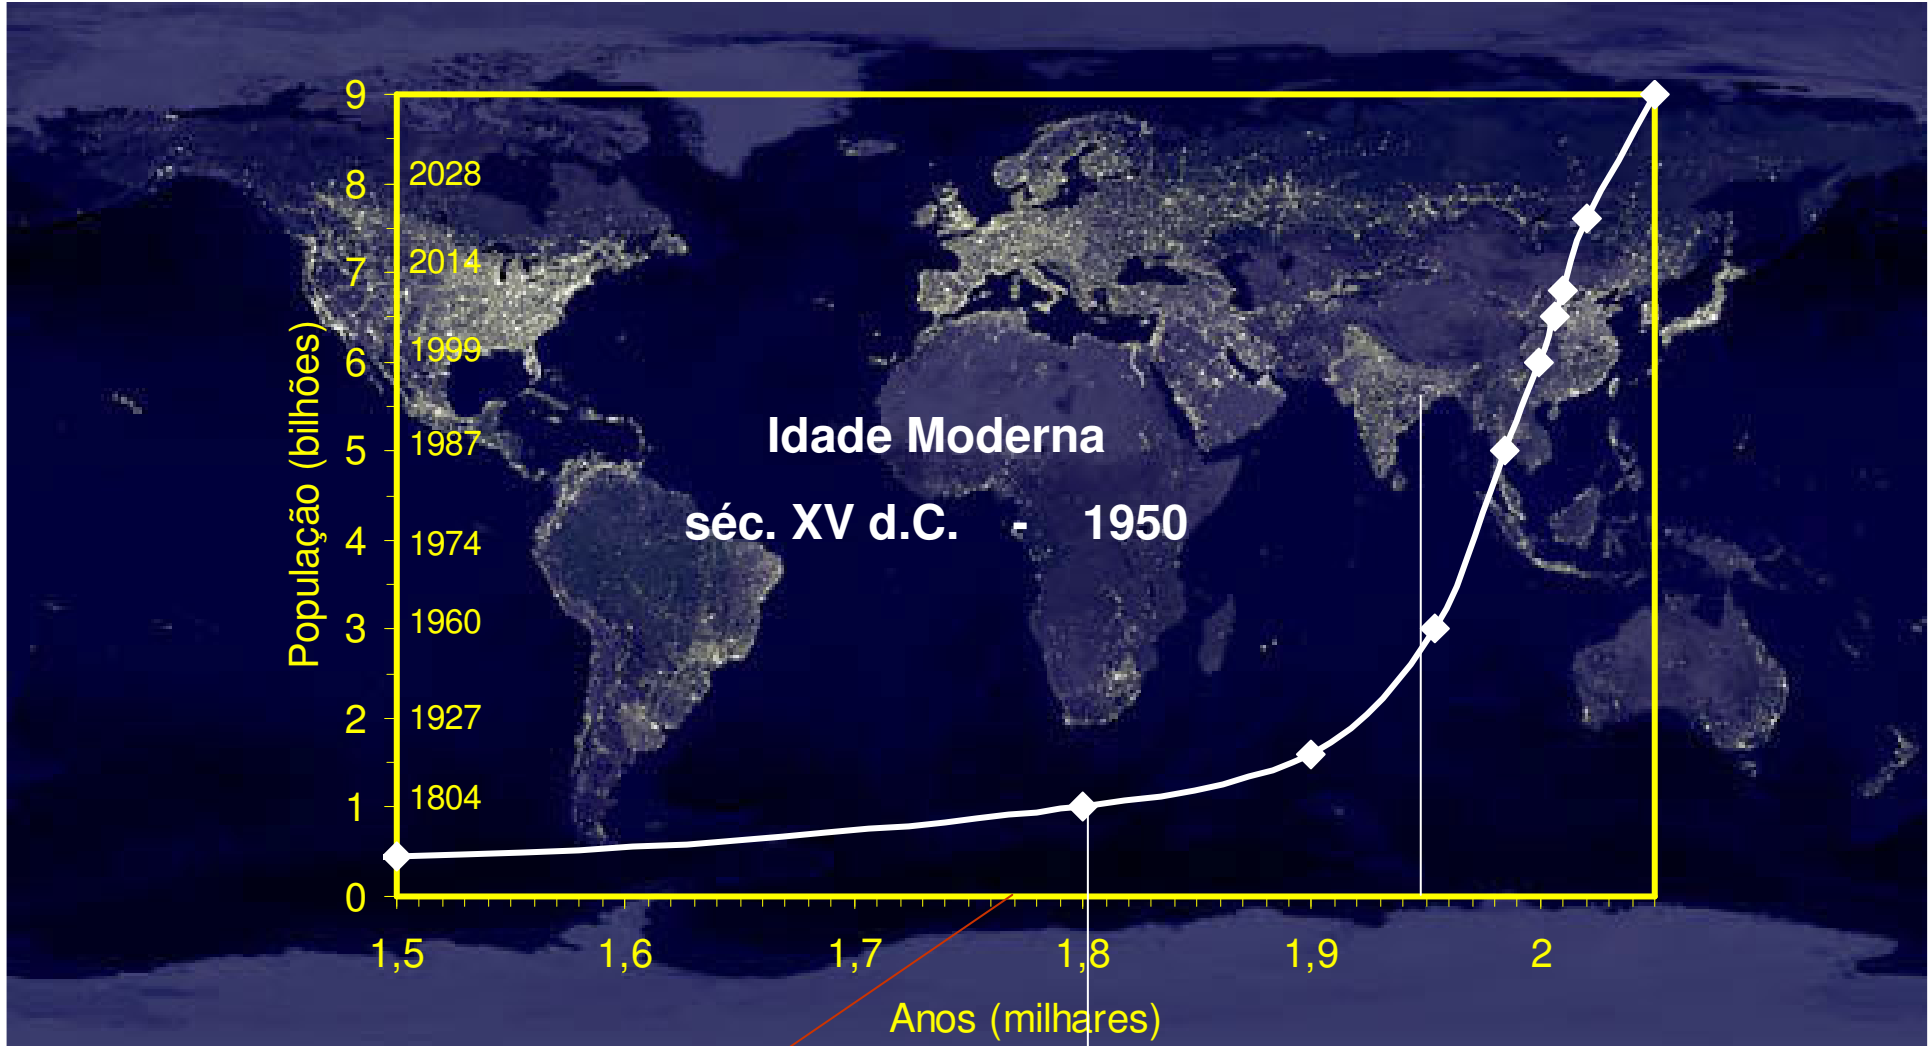 9
8 2028
7 2014
6 1999
5 1987
4 1974
3 1960
2 1927
1 1804
0
População (bilhões)
Idade Moderna
séc. XV d.C. - 1950
1,5 1,6 1,7 1,8 1,9 2
Anos (milhares)